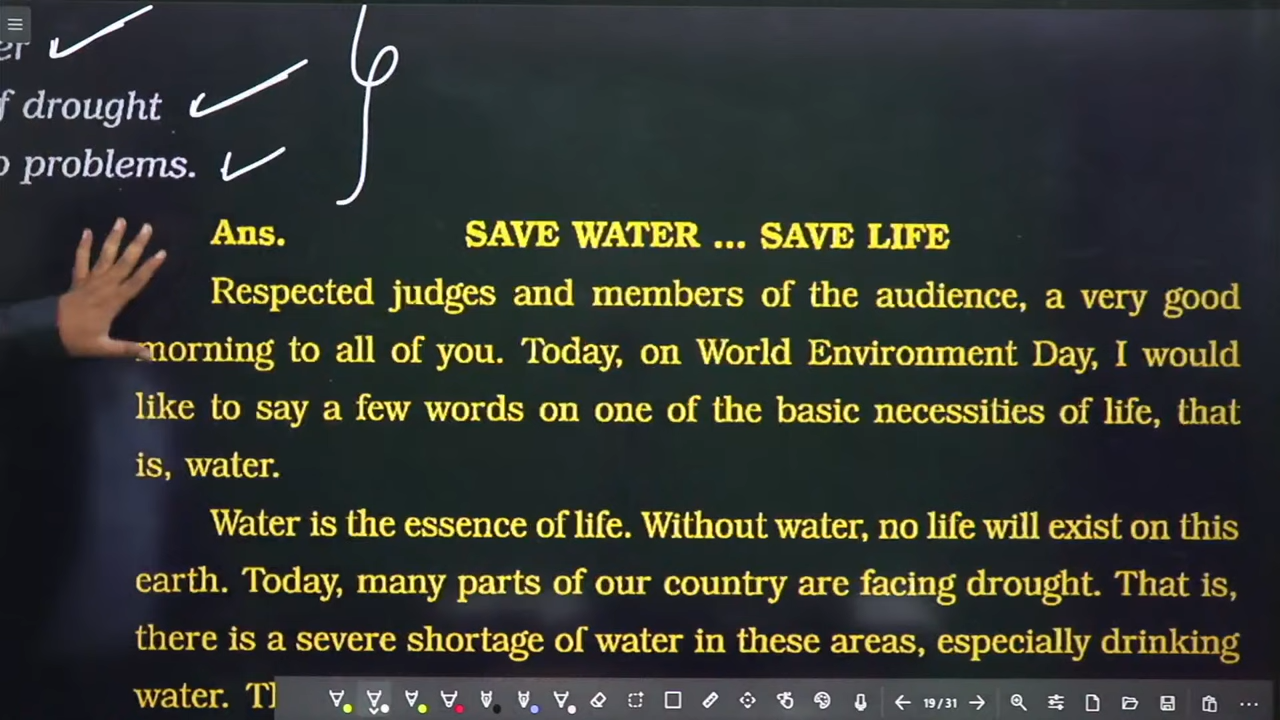 er
f drought
problems.
Ans. SAVE WATER ... SAVE LIFE
Respected judges and members of the audience, a very good
morning to all of you. Today, on World Environment Day, I would
like to say a few words on one of the basic necessities of life, that
is, water.
Water is the essence of life. Without water, no life will exist on this
earth. Today, many parts of our country are facing drought. That is,
there is a severe shortage of water in these areas, especially drinking
water.
19/31